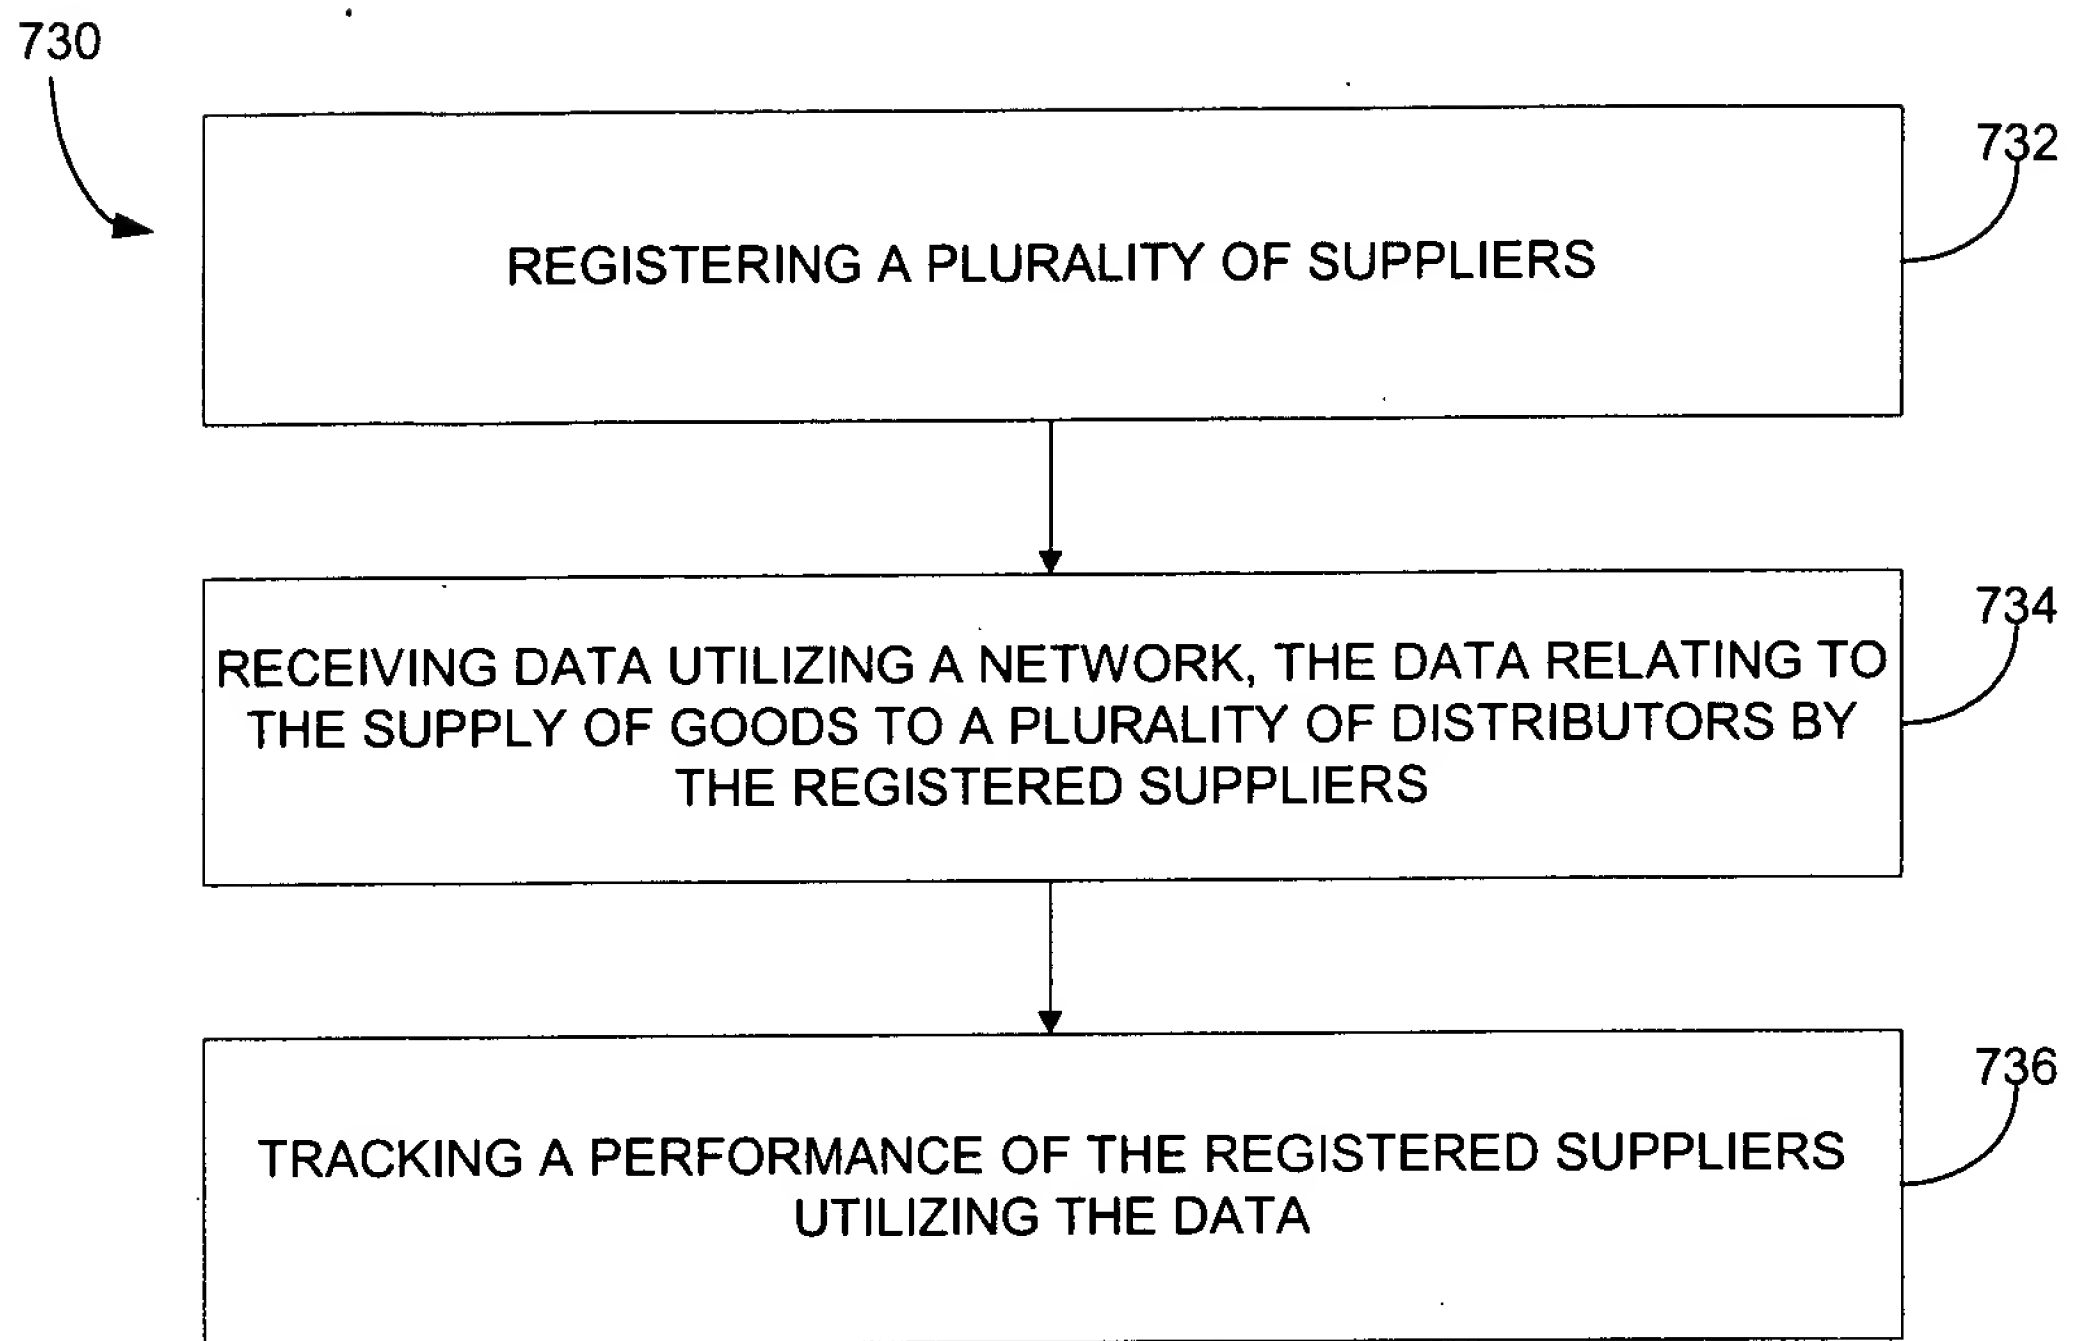 730
732
REGISTERING A PLURALITY OF SUPPLIERS
734
RECEIVING DATA UTILIZING A NETWORK, THE DATA RELATING TO
THE SUPPLY OF GOODS TO A PLURALITY OF DISTRIBUTORS BY
THE REGISTERED SUPPLIERS
736
TRACKING A PERFORMANCE OF THE REGISTERED SUPPLIERS
UTILIZING THE DATA